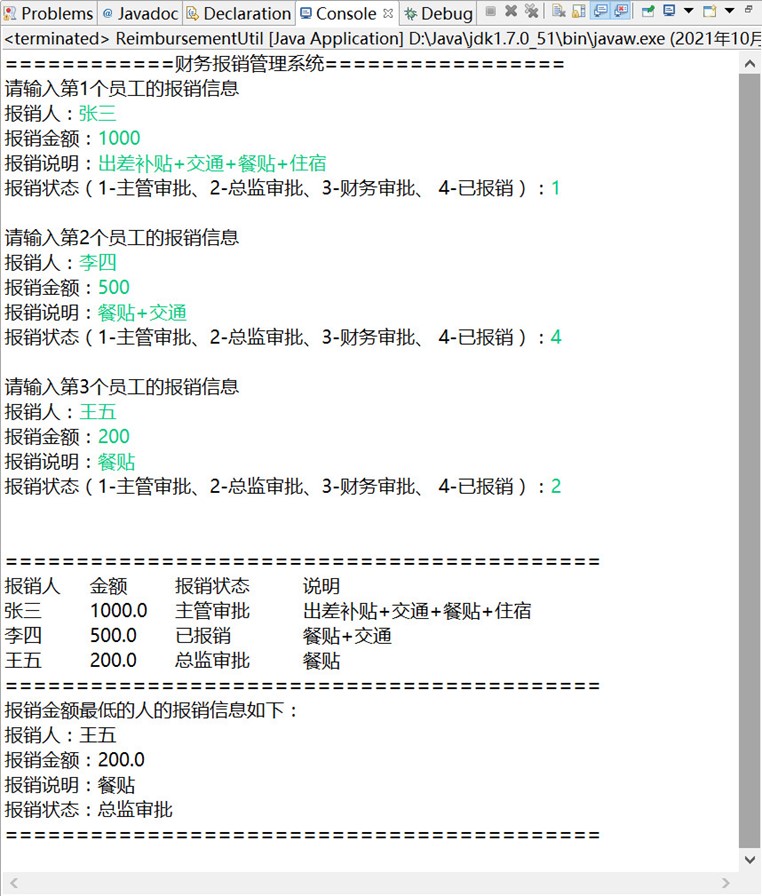 Problems @ Javadoc Declaration Console Debug
<terminated> ReimbursementUtil [Java Application] D:\Java\jdk1.7.0_51\bin\javaw.exe (2021年10月
============财务报销管理系统=================
请输入第1个员工的报销信息
报销人：张三
报销金额：1000
报销说明：出差补贴+交通+餐贴+住宿
报销状态（1-主管审批、2-总监审批、3-财务审批、 4-已报销）：1
请输入第2个员工的报销信息
报销人：李四
报销金额：500
报销说明：餐贴+交通
报销状态（1-主管审批、2-总监审批、3-财务审批、 4-已报销）：4
请输入第3个员工的报销信息
报销人：王五
报销金额：200
报销说明：餐贴
报销状态（1-主管审批、2-总监审批、3-财务审批、 4-已报销）：2
==========================================
报销人 金额 报销状态 说明
张三 1000.0 主管审批 出差补贴+交通+餐贴+住宿
李四 500.0 已报销 餐贴+交通
王五 200.0 总监审批 餐贴
==========================================
报销金额最低的人的报销信息如下：
报销人：王五
报销金额：200.0
报销说明：餐贴
报销状态：总监审批
==========================================